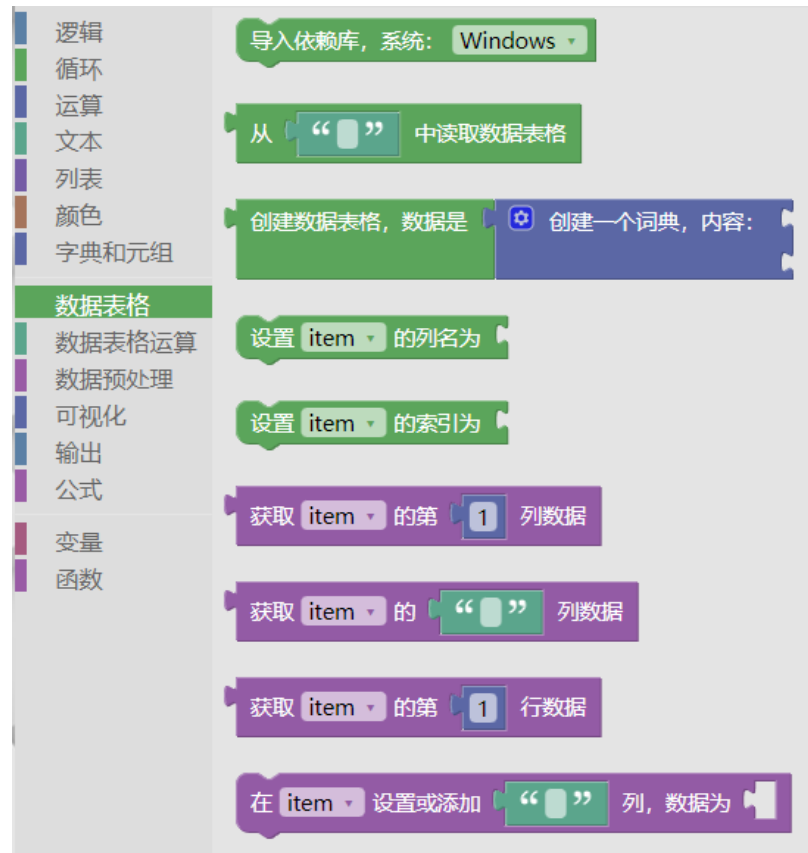 逻辑
循环
运算
文本
列表
颜色
字典和元组
数据表格
数据表格运算
数据预处理
可视化
输出
公式
变量
函数
导入依赖库，系统： Windows
从 “ ” 中读取数据表格
创建数据表格，数据是 创建一个词典，内容：
设置 item 的列名为
设置 item 的索引为
获取 item 的第 1 列数据
获取 item 的 “ ” 列数据
获取 item 的第 1 行数据
在 item 设置或添加 “ ” 列，数据为